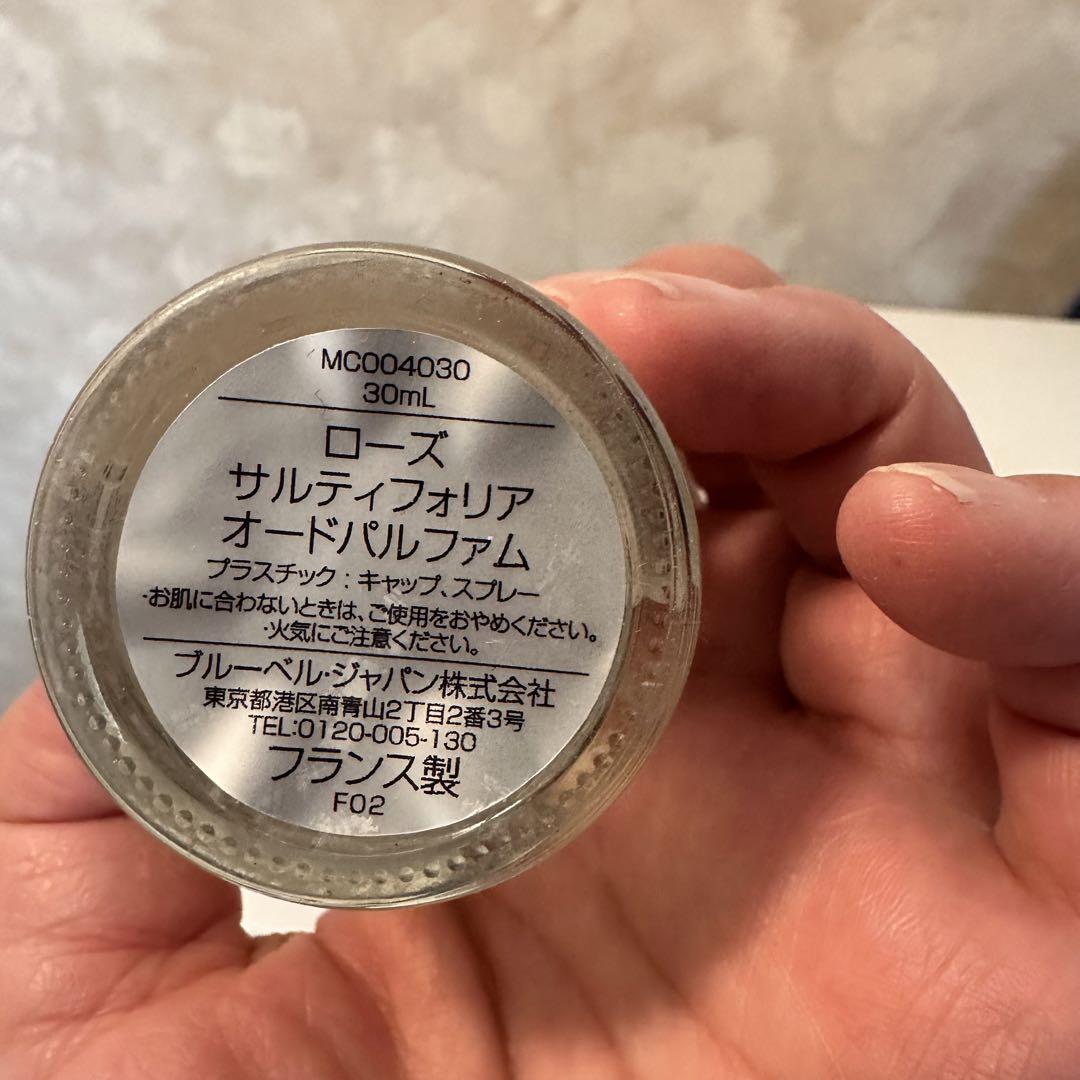 MC004030
30mL
ローズ
サルティフォリア
オードパルファム
プラスチック：キャップ、スプレー
・お肌に合わないときは、ご使用をおやめください。
・火気にご注意ください。
ブルーベル・ジャパン株式会社
東京都港区南青山2丁目2番3号
TEL:0120-005-130
フランス製
F02